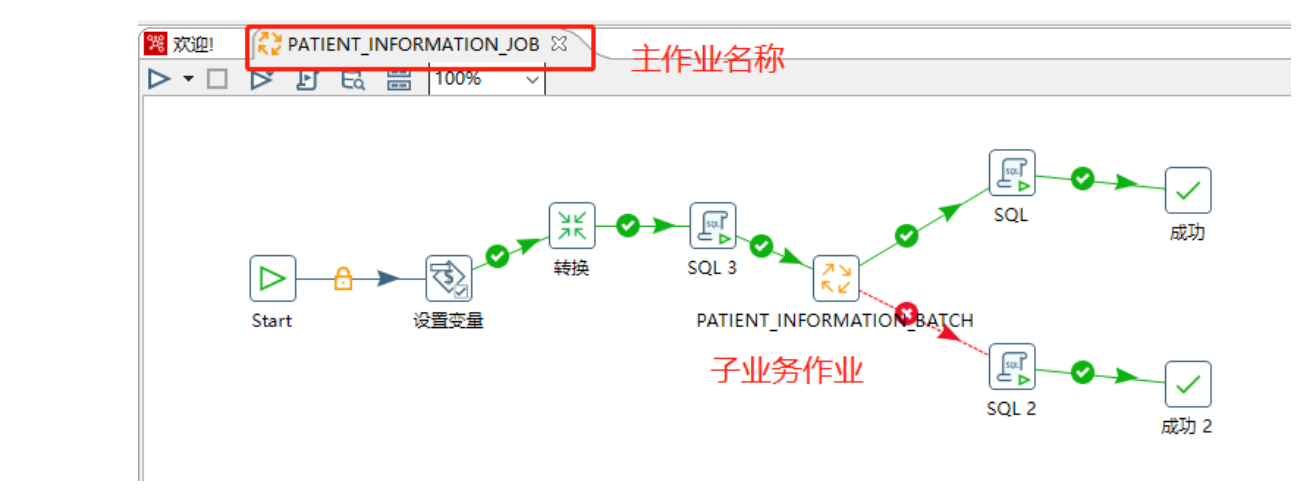 欢迎!
PATIENT_INFORMATION_JOB
主作业名称
100%
SQL
成功
转换
SQL 3
Start
设置变量
PATIENT_INFORMATION_BATCH
子业务作业
SQL 2
成功 2